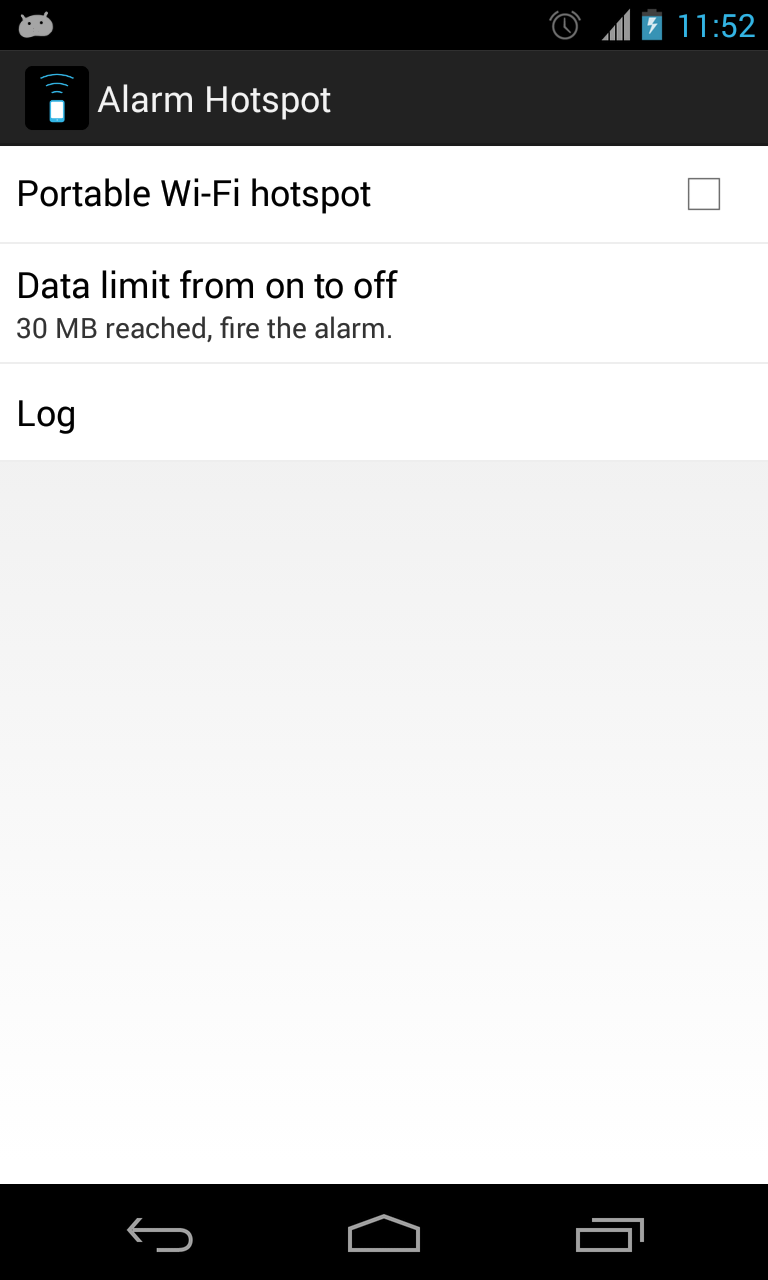 11:52
Alarm Hotspot
Portable Wi-Fi hotspot
Data limit from on to off
30 MB reached, fire the alarm.
Log